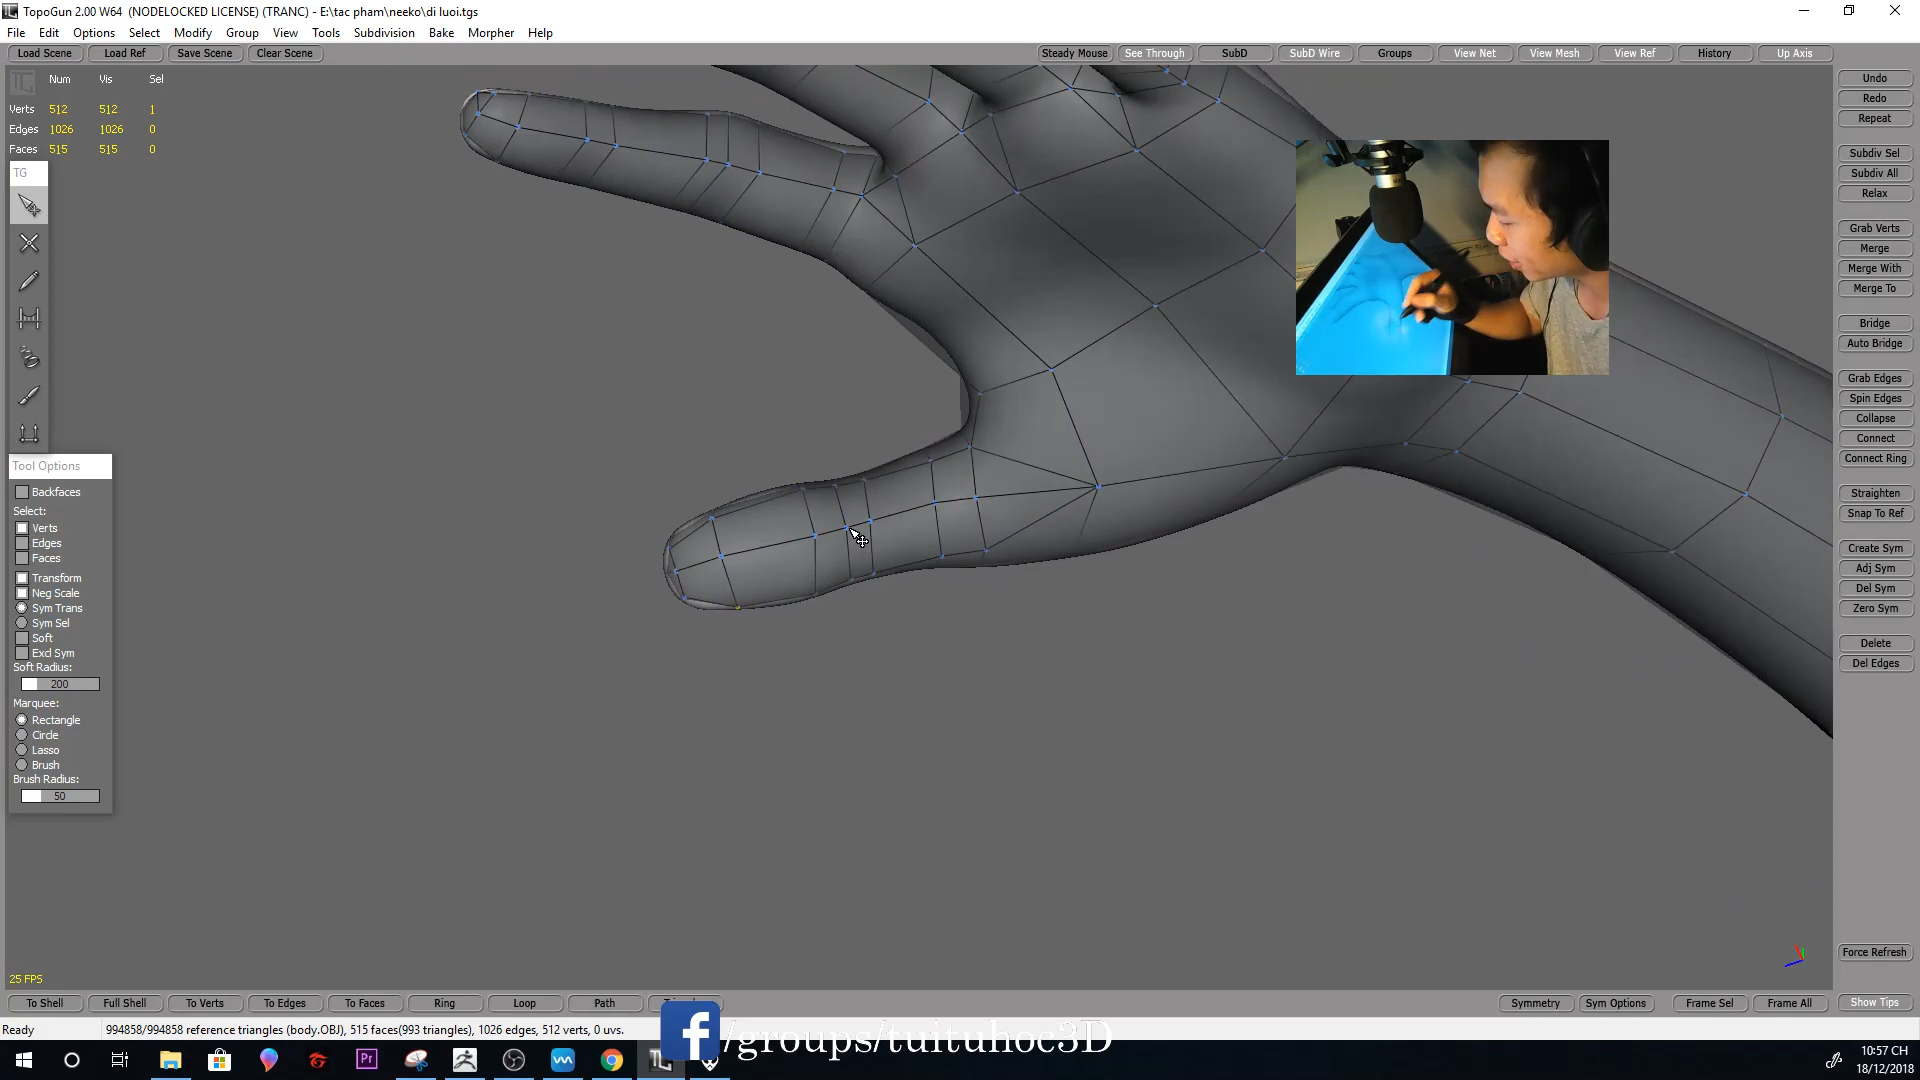 TopoGun 2.00 W64 (NODELOCKED LICENSE) (TRANC) - E:\tac pham\neeko\di luoi.tgs
File Edit Options Select Modify Group View Tools Subdivision Bake Morpher Help
Load Scene Load Ref Save Scene Clear Scene Steady Mouse See Through SubD SubD Wire Groups View Net View Mesh View Ref History Up Axis
Num Vis Sel
Verts 512 512 1
Edges 1026 1026 0
Faces 515 515 0
TG
Tool Options
Backfaces
Select:
Verts
Edges
Faces
Transform
Neg Scale
Sym Trans
Sym Sel
Soft
Excl Sym
Soft Radius:
200
Marquee:
Rectangle
Circle
Lasso
Brush
Brush Radius:
50
Undo
Redo
Repeat
Subdiv Sel
Subdiv All
Relax
Grab Verts
Merge
Merge With
Merge To
Bridge
Auto Bridge
Grab Edges
Spin Edges
Collapse
Connect
Connect Ring
Straighten
Snap To Ref
Create Sym
Adj Sym
Del Sym
Zero Sym
Delete
Del Edges
Force Refresh
Show Tips
25 FPS
To Shell Full Shell To Verts To Edges To Faces Ring Loop Path Symmetry Sym Options Frame Sel Frame All
Ready 994858/994858 reference triangles (body.OBJ), 515 faces(993 triangles), 1026 edges, 512 verts, 0 uvs.
f /groups/tuituhoc3D
Pr
10:57 CH
18/12/2018